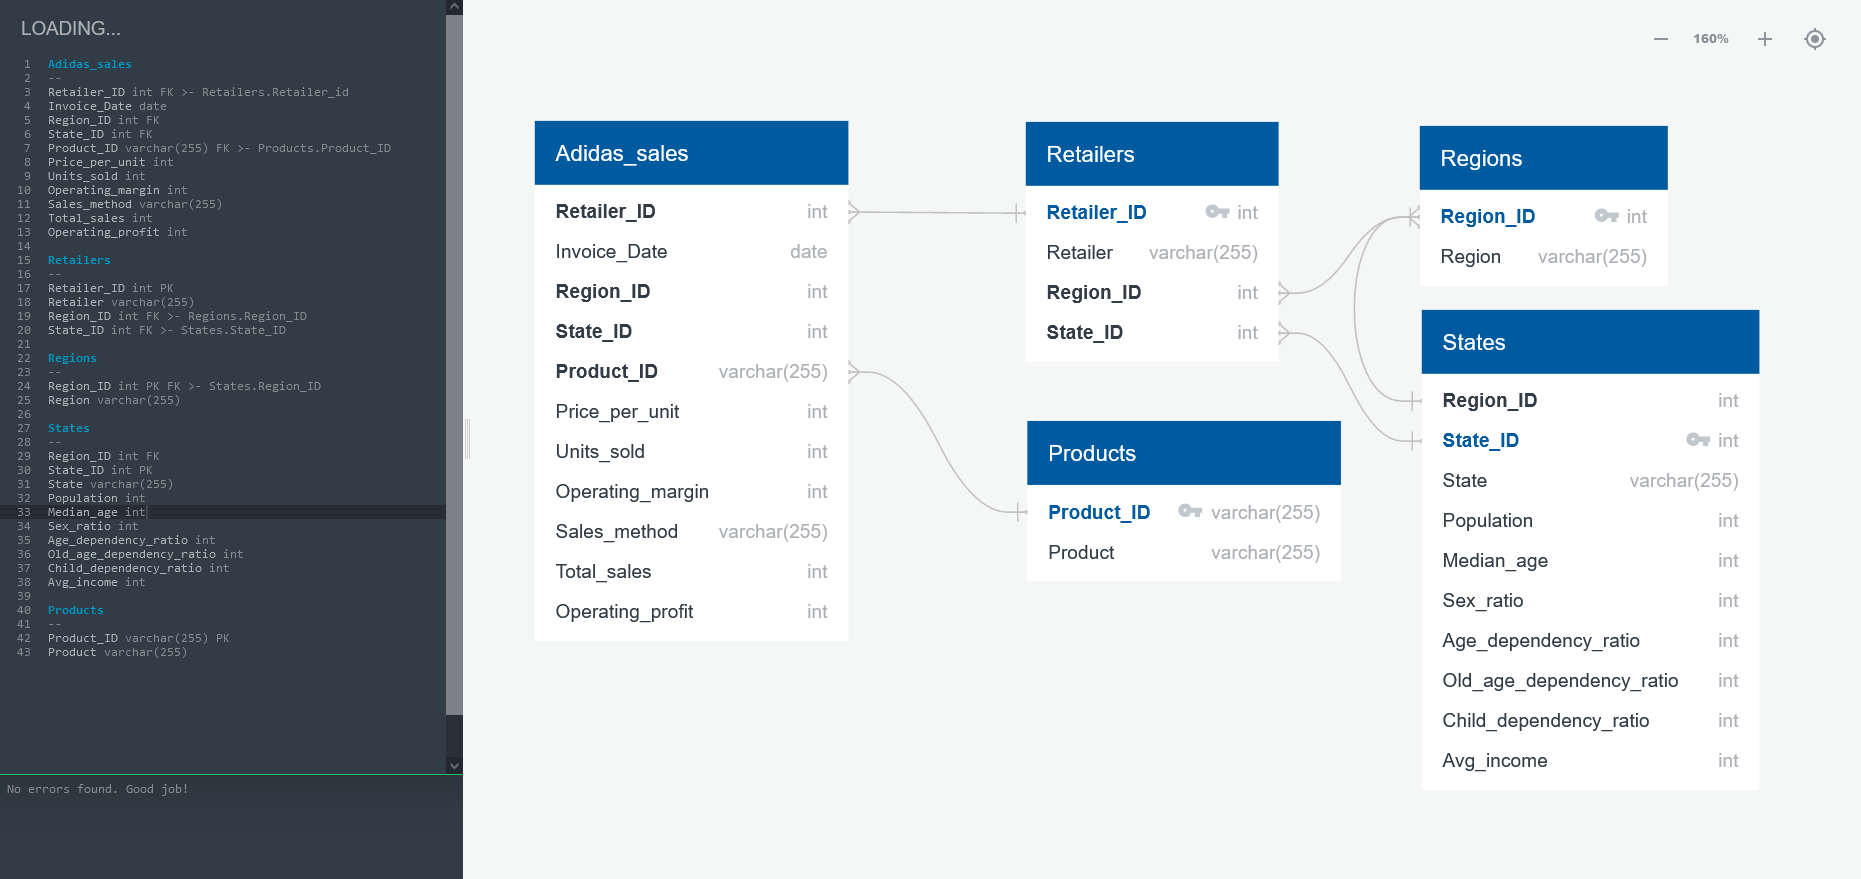 LOADING...
1 Adidas_sales
2 --
3 Retailer_ID int FK >- Retailers.Retailer_id
4 Invoice_Date date
5 Region_ID int FK
6 State_ID int FK
7 Product_ID varchar(255) FK >- Products.Product_ID
8 Price_per_unit int
9 Units_sold int
10 Operating_margin int
11 Sales_method varchar(255)
12 Total_sales int
13 Operating_profit int
14
15 Retailers
16 --
17 Retailer_ID int PK
18 Retailer varchar(255)
19 Region_ID int FK >- Regions.Region_ID
20 State_ID int FK >- States.State_ID
21
22 Regions
23 --
24 Region_ID int PK FK >- States.Region_ID
25 Region varchar(255)
26
27 States
28 --
29 Region_ID int FK
30 State_ID int PK
31 State varchar(255)
32 Population int
33 Median_age int
34 Sex_ratio int
35 Age_dependency_ratio int
36 Old_age_dependency_ratio int
37 Child_dependency_ratio int
38 Avg_income int
39
40 Products
41 --
42 Product_ID varchar(255) PK
43 Product varchar(255)
No errors found. Good job!
160%
Adidas_sales
Retailer_ID int
Invoice_Date date
Region_ID int
State_ID int
Product_ID varchar(255)
Price_per_unit int
Units_sold int
Operating_margin int
Sales_method varchar(255)
Total_sales int
Operating_profit int
Retailers
Retailer_ID int
Retailer varchar(255)
Region_ID int
State_ID int
Products
Product_ID varchar(255)
Product varchar(255)
Regions
Region_ID int
Region varchar(255)
States
Region_ID int
State_ID int
State varchar(255)
Population int
Median_age int
Sex_ratio int
Age_dependency_ratio int
Old_age_dependency_ratio int
Child_dependency_ratio int
Avg_income int